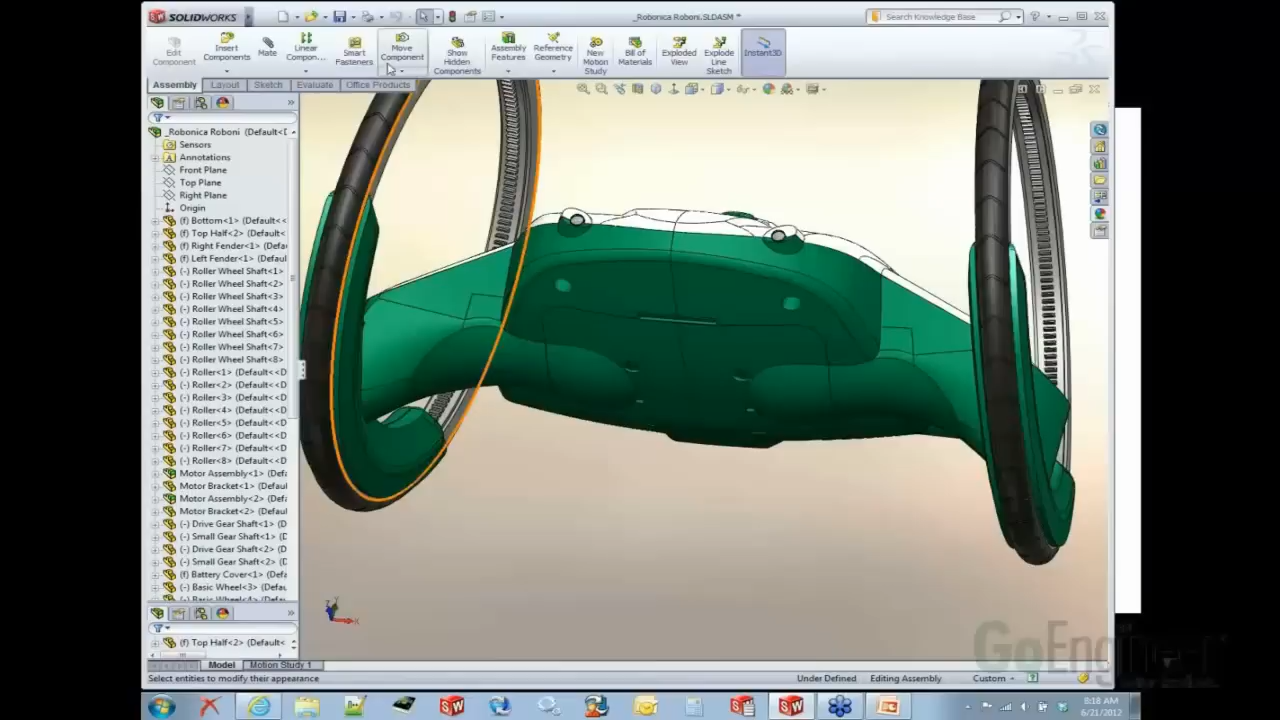 SOLIDWORKS
_Robonica Roboni.SLDASM *
Search Knowledge Base
Edit Component
Insert Components
Mate
Linear Compon...
Smart Fasteners
Move Component
Show Hidden Components
Assembly Features
Reference Geometry
New Motion Study
Bill of Materials
Exploded View
Explode Line Sketch
Instant3D
Assembly
Layout
Sketch
Evaluate
Office Products
_Robonica Roboni (Default<D
Sensors
Annotations
Front Plane
Top Plane
Right Plane
Origin
(f) Bottom<1> (Default<<
(f) Top Half<2> (Default<
(f) Right Fender<1> (Defa
(f) Left Fender<1> (Defaul
(-) Roller Wheel Shaft<1>
(-) Roller Wheel Shaft<2>
(-) Roller Wheel Shaft<3>
(-) Roller Wheel Shaft<4>
(-) Roller Wheel Shaft<5>
(-) Roller Wheel Shaft<6>
(-) Roller Wheel Shaft<7>
(-) Roller Wheel Shaft<8>
(-) Roller<1> (Default<<D
(-) Roller<2> (Default<<D
(-) Roller<3> (Default<<D
(-) Roller<4> (Default<<D
(-) Roller<5> (Default<<D
(-) Roller<6> (Default<<D
(-) Roller<7> (Default<<D
(-) Roller<8> (Default<<D
Motor Assembly<1> (Defa
Motor Bracket<1> (Defaul
Motor Assembly<2> (Defa
Motor Bracket<2> (Defaul
(-) Drive Gear Shaft<1> (D
(-) Small Gear Shaft<1> (D
(-) Drive Gear Shaft<2> (D
(-) Small Gear Shaft<2> (D
(f) Battery Cover<1> (Defa
(-) Basic Wheel<3> (Defau
(-) Basic Wheel<4> (Defau
(f) Top Half<2> (Default<
Y
Z
X
GoEngineer
Model
Motion Study 1
Select entities to modify their appearance
Under Defined
Editing Assembly
Custom
8:18 AM
6/21/2012